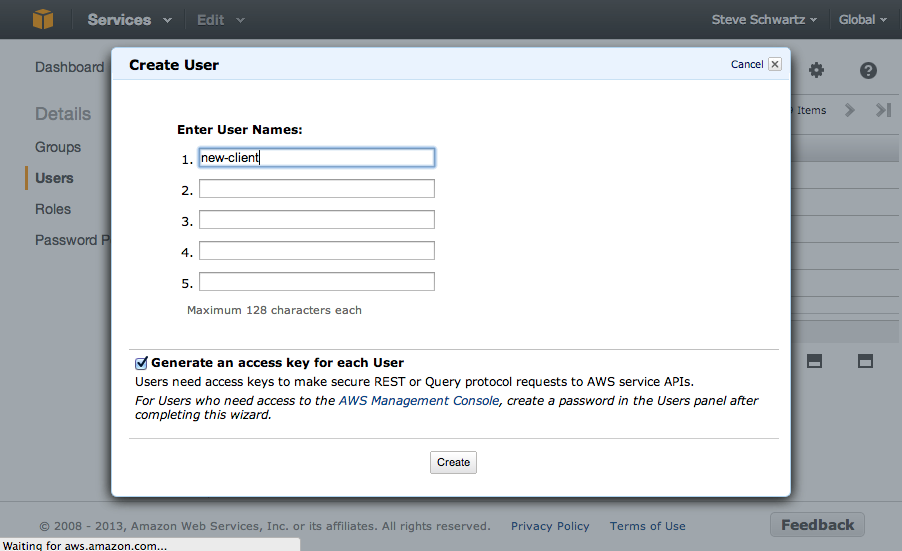 Services Edit Steve Schwartz Global
Create User
Cancel
Dashboard
Items
Details
Enter User Names:
Groups
1. new-client
Users
2.
Roles
3.
Password P
4.
5.
Maximum 128 characters each
Generate an access key for each User
Users need access keys to make secure REST or Query protocol requests to AWS service APIs.
For Users who need access to the AWS Management Console, create a password in the Users panel after
completing this wizard.
Create
© 2008 - 2013, Amazon Web Services, Inc. or its affiliates. All rights reserved. Privacy Policy Terms of Use Feedback
Waiting for aws.amazon.com...